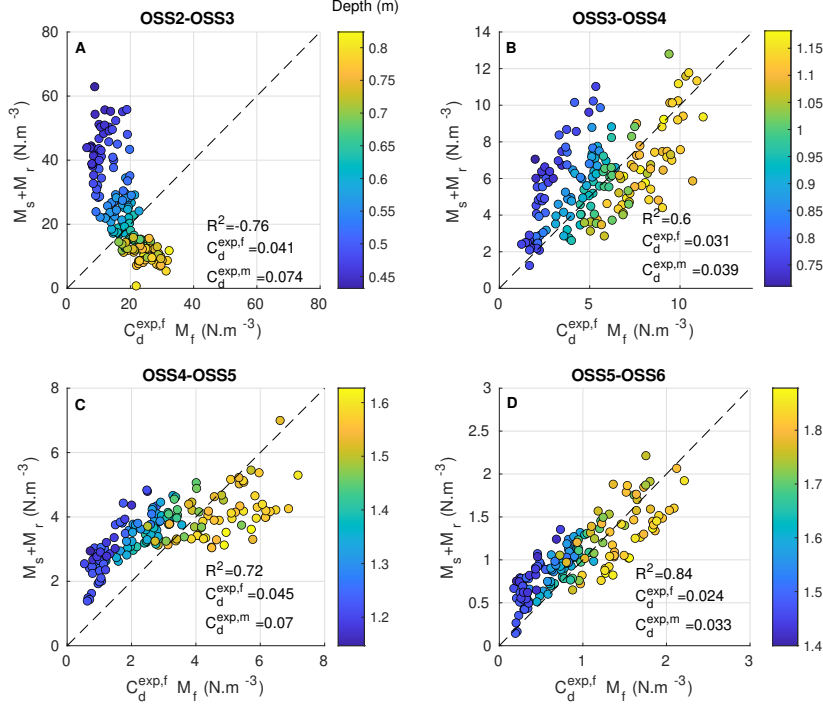 Depth (m)
OSS2-OSS3
A
80
60
40
20
0
M_s+M_r (N.m^-3)
0 20 40 60 80
C_d^exp,f M_f (N.m^-3)
R^2=-0.76
C_d^exp,f=0.041
C_d^exp,m=0.074
0.8
0.75
0.7
0.65
0.6
0.55
0.5
0.45
OSS3-OSS4
B
14
12
10
8
6
4
2
0
M_s+M_r (N.m^-3)
0 5 10
C_d^exp,f M_f (N.m^-3)
R^2=0.6
C_d^exp,f=0.031
C_d^exp,m=0.039
1.15
1.1
1.05
1
0.95
0.9
0.85
0.8
0.75
OSS4-OSS5
C
8
6
4
2
0
M_s+M_r (N.m^-3)
0 2 4 6 8
C_d^exp,f M_f (N.m^-3)
R^2=0.72
C_d^exp,f=0.045
C_d^exp,m=0.07
1.6
1.5
1.4
1.3
1.2
OSS5-OSS6
D
3
2.5
2
1.5
1
0.5
0
M_s+M_r (N.m^-3)
0 1 2 3
C_d^exp,f M_f (N.m^-3)
R^2=0.84
C_d^exp,f=0.024
C_d^exp,m=0.033
1.8
1.7
1.6
1.5
1.4